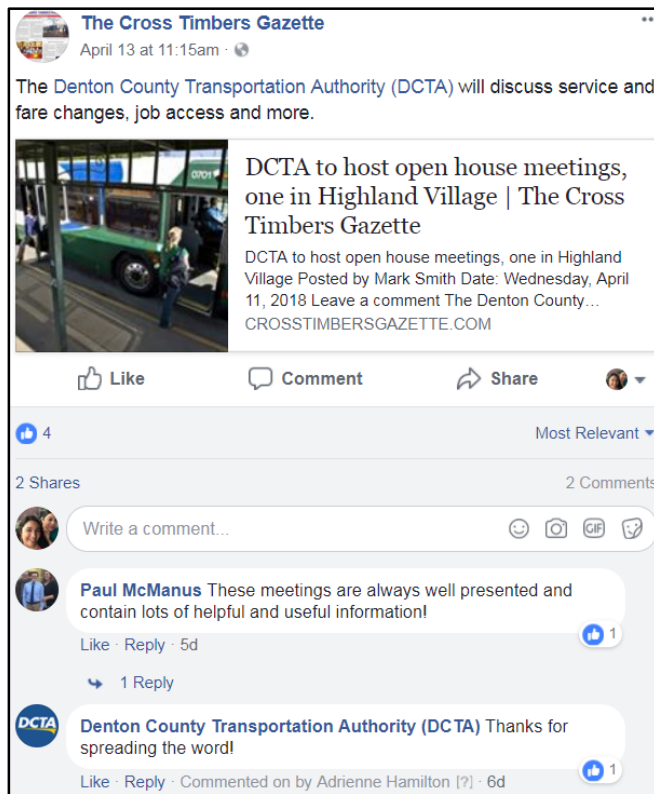 The Cross Timbers Gazette
April 13 at 11:15am ·
The Denton County Transportation Authority (DCTA) will discuss service and
fare changes, job access and more.
0701
DCTA to host open house meetings,
one in Highland Village | The Cross
Timbers Gazette
DCTA to host open house meetings, one in Highland
Village Posted by Mark Smith Date: Wednesday, April
11, 2018 Leave a comment The Denton County...
CROSSTIMBERSGAZETTE.COM
Like Comment Share
4 Most Relevant
2 Shares 2 Comments
Write a comment...
GIF
Paul McManus These meetings are always well presented and
contain lots of helpful and useful information!
1
Like · Reply · 5d
1 Reply
DCTA
Denton County Transportation Authority (DCTA) Thanks for
spreading the word!
1
Like · Reply · Commented on by Adrienne Hamilton [?] · 6d